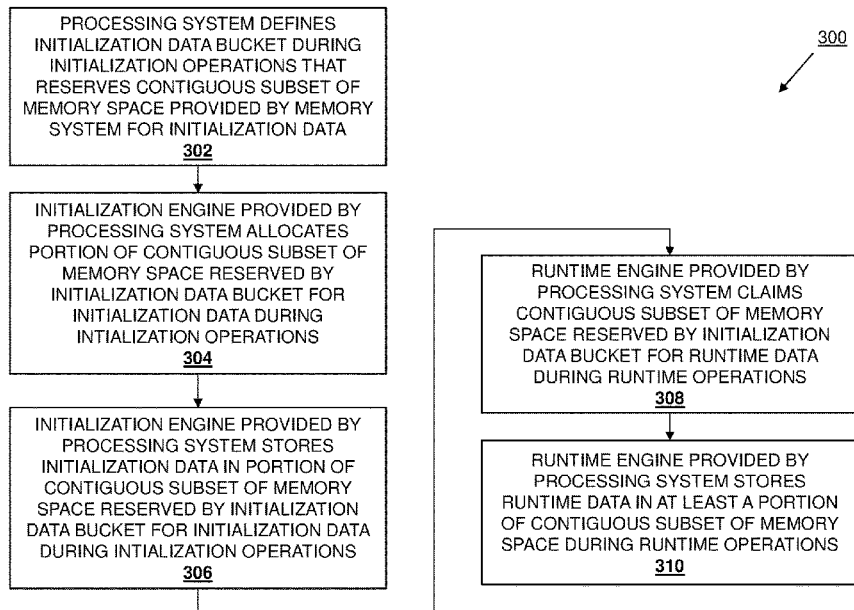 PROCESSING SYSTEM DEFINES
INITIALIZATION DATA BUCKET DURING
INITIALIZATION OPERATIONS THAT
RESERVES CONTIGUOUS SUBSET OF
MEMORY SPACE PROVIDED BY MEMORY
SYSTEM FOR INITIALIZATION DATA
302
INITIALIZATION ENGINE PROVIDED BY
PROCESSING SYSTEM ALLOCATES
PORTION OF CONTIGUOUS SUBSET OF
MEMORY SPACE RESERVED BY
INITIALIZATION DATA BUCKET FOR
INITIALIZATION DATA DURING
INTIALIZATION OPERATIONS
304
INITIALIZATION ENGINE PROVIDED BY
PROCESSING SYSTEM STORES
INITIALIZATION DATA IN PORTION OF
CONTIGUOUS SUBSET OF MEMORY
SPACE RESERVED BY INITIALIZATION
DATA BUCKET FOR INITIALIZATION DATA
DURING INTIALIZATION OPERATIONS
306
300
RUNTIME ENGINE PROVIDED BY
PROCESSING SYSTEM CLAIMS
CONTIGUOUS SUBSET OF MEMORY
SPACE RESERVED BY INITIALIZATION
DATA BUCKET FOR RUNTIME DATA
DURING RUNTIME OPERATIONS
308
RUNTIME ENGINE PROVIDED BY
PROCESSING SYSTEM STORES
RUNTIME DATA IN AT LEAST A PORTION
OF CONTIGUOUS SUBSET OF MEMORY
SPACE DURING RUNTIME OPERATIONS
310